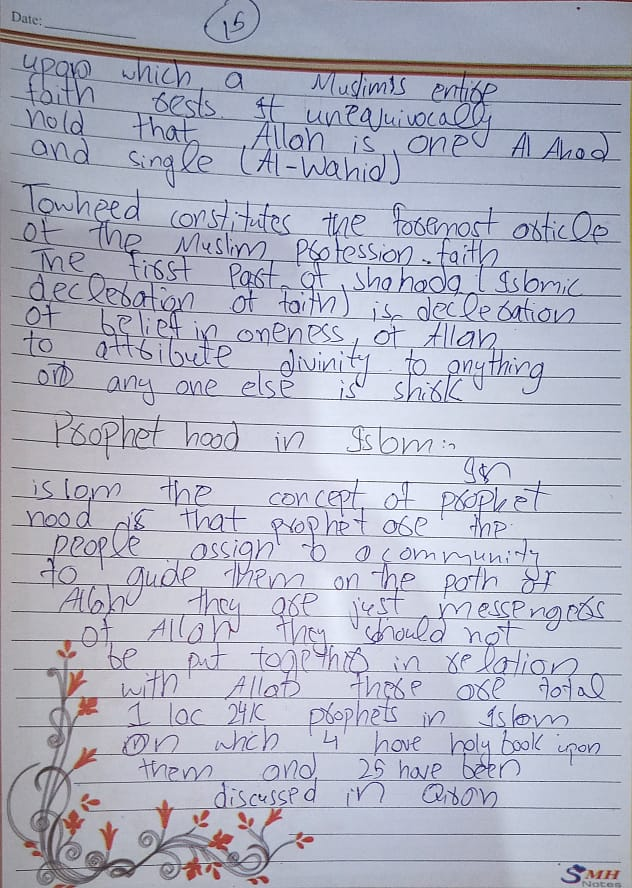 Date:
15
upon which a Muslim's entire
faith rests. It unequivocally
hold that Allah is one Al Ahad
and single (Al-Wahid)
Towheed constitutes the foremost article
of the Muslim profession. faith
The first part of shahada (Islamic
decleration of faith) is decleration
of belief in oneness of Allah
to attribute divinity to anything
or any one else is shirk
Prophet hood in Islam:-
In
islam the concept of prophet
hood is that prophet are the
people assign to a community
to guide them on the path of
Allah they are just messengers
of Allah they should not
be put together in relation
with Allah there are total
1 lac 24k prophets in Islam
on whch 4 have holy book upon
them and 25 have been
discussed in Quran
SMH
Notes